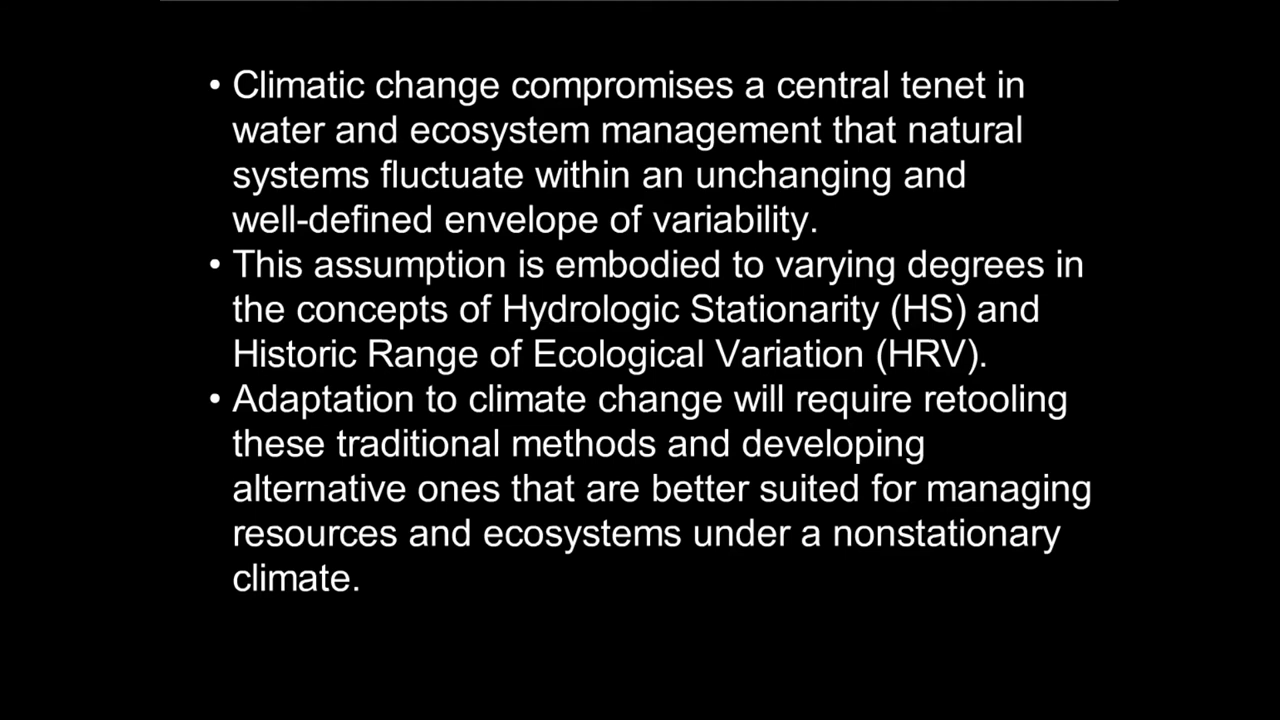 • Climatic change compromises a central tenet in
water and ecosystem management that natural
systems fluctuate within an unchanging and
well-defined envelope of variability.
• This assumption is embodied to varying degrees in
the concepts of Hydrologic Stationarity (HS) and
Historic Range of Ecological Variation (HRV).
• Adaptation to climate change will require retooling
these traditional methods and developing
alternative ones that are better suited for managing
resources and ecosystems under a nonstationary
climate.